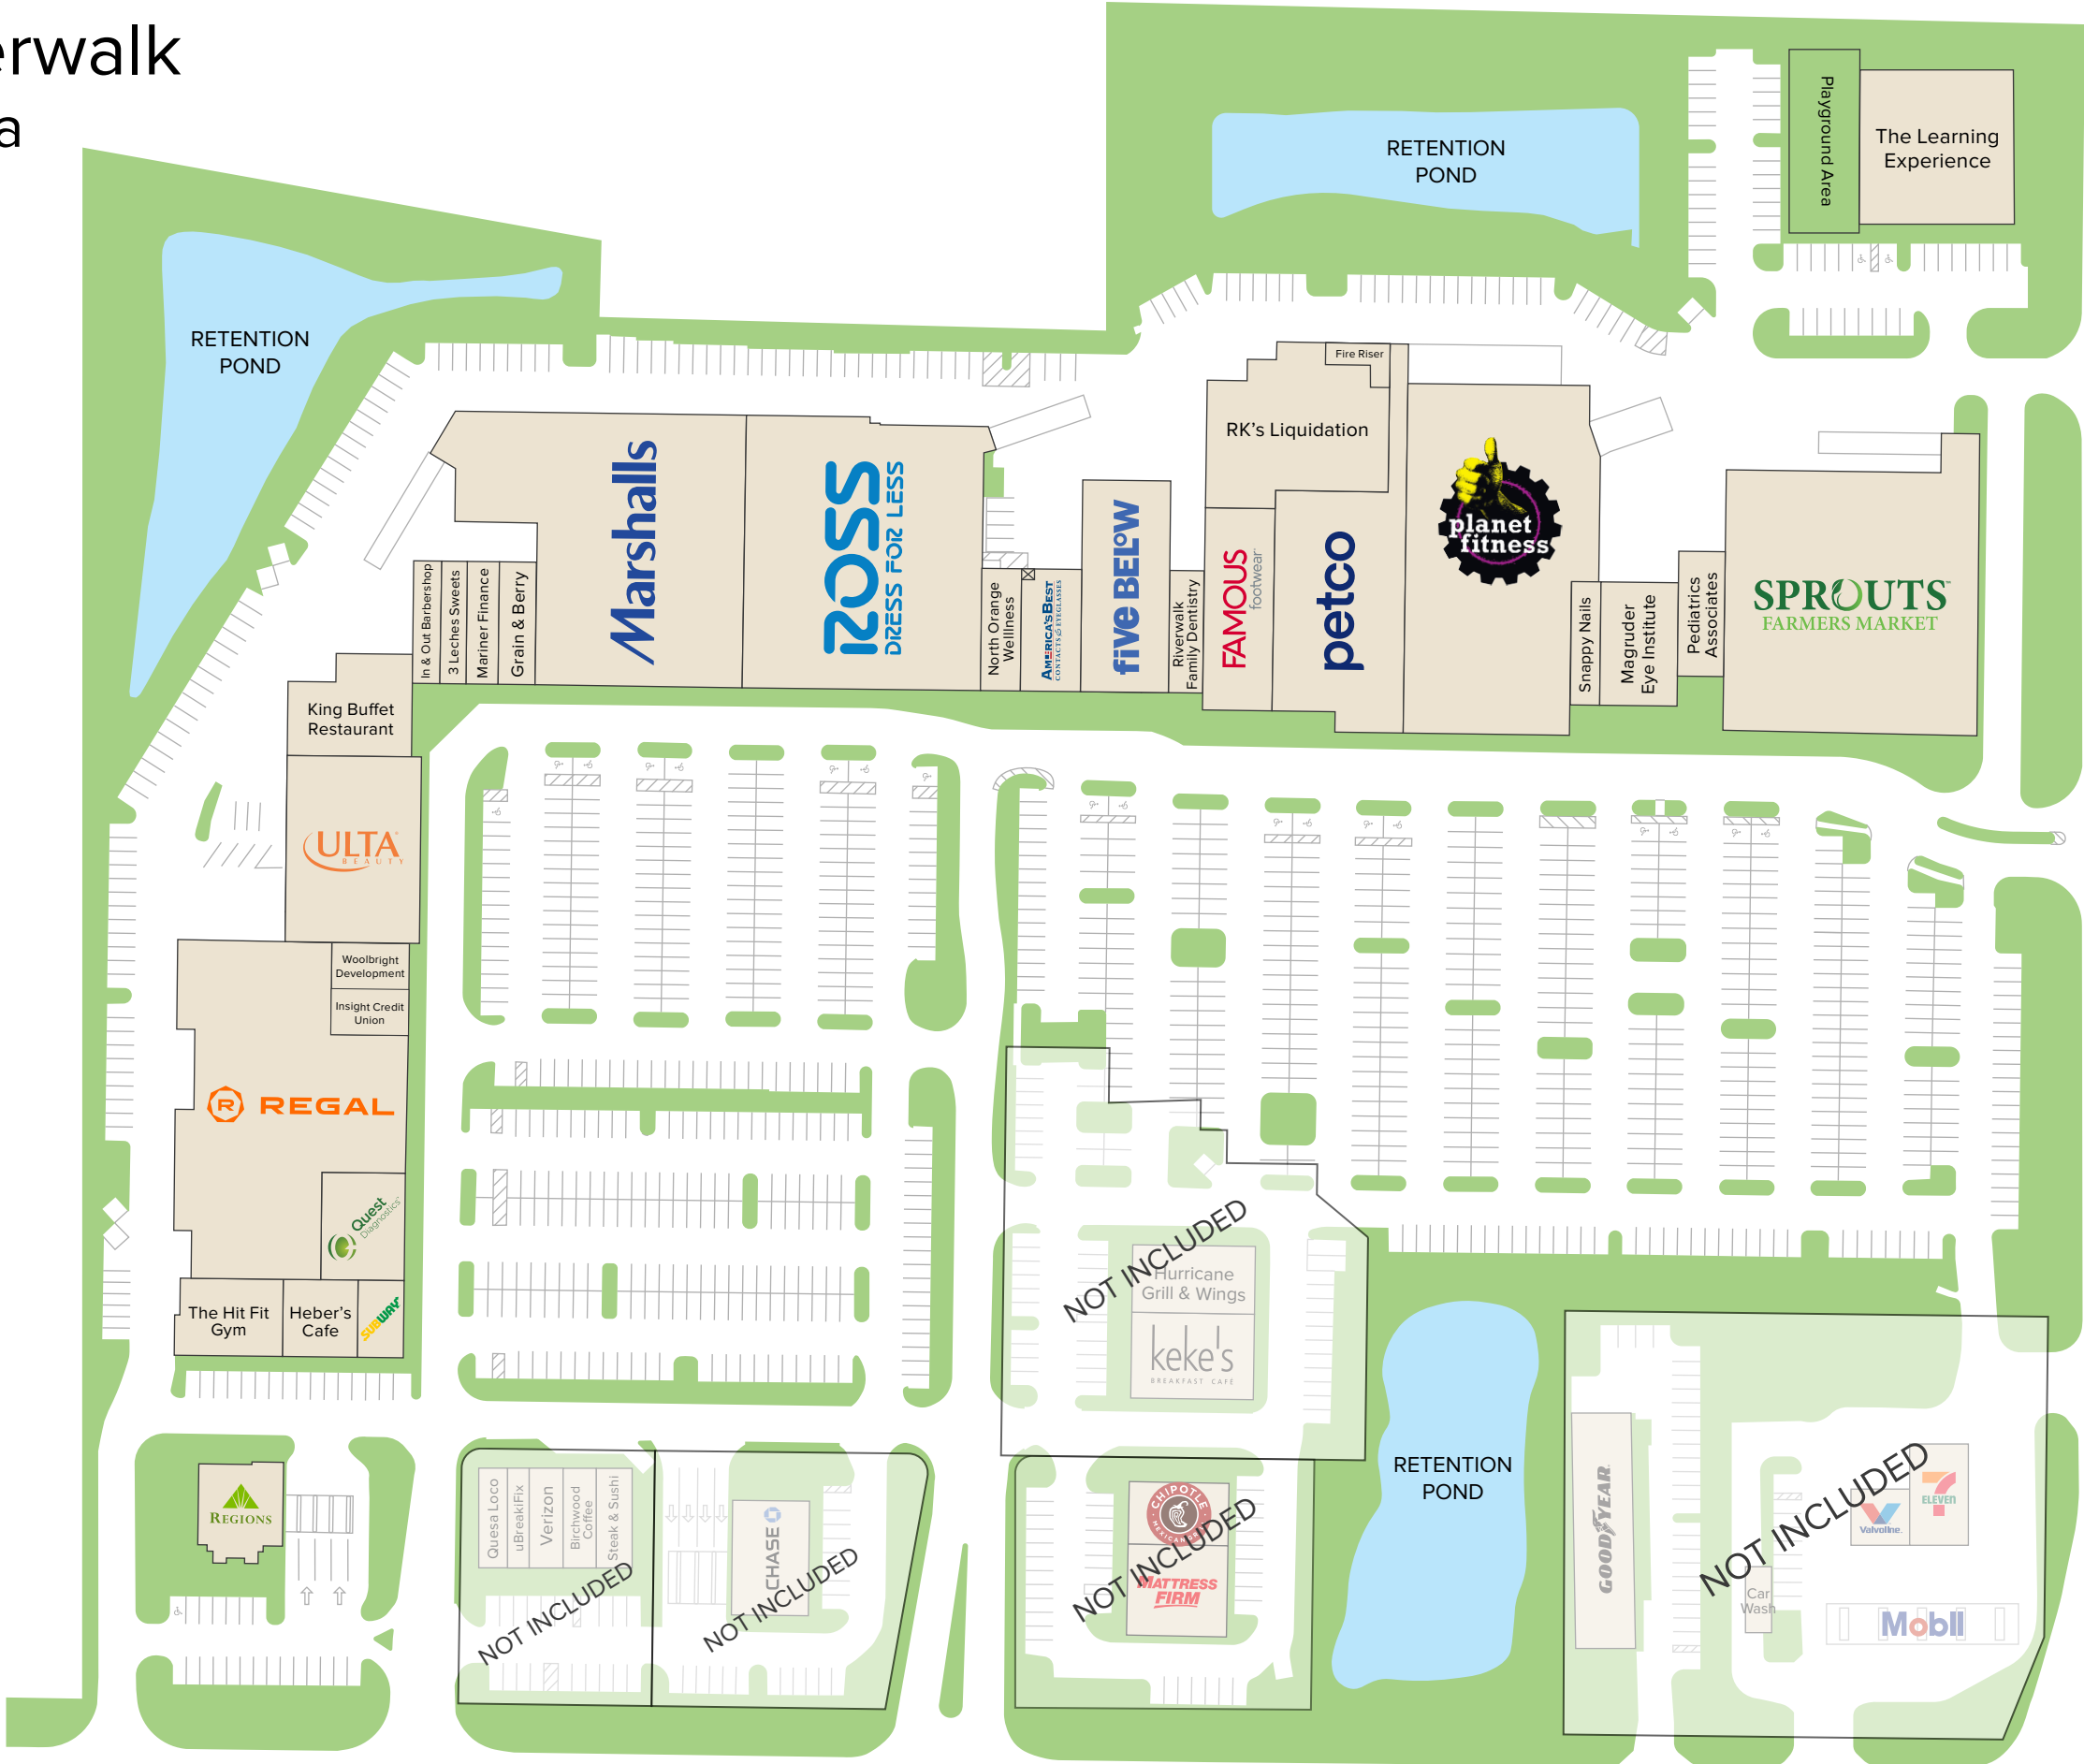 erwalk
a
RETENTION
POND
Playground Area
The Learning
Experience
RETENTION
POND
Fire Riser
RK's Liquidation
Marshalls
ROSS
DRESS FOR LESS
planet
fitness
In & Out Barbershop
3 Leches Sweets
Mariner Finance
Grain & Berry
North Orange
Welllness
AMERICA'S BEST
CONTACTS & EYEGLASSES
five BELOW
Riverwalk
Family Dentistry
FAMOUS
footwear
petco
Snappy Nails
Magruder
Eye Institute
Pediatrics
Associates
SPROUTS
FARMERS MARKET
King Buffet
Restaurant
ULTA
BEAUTY
Woolbright
Development
Insight Credit
Union
R REGAL
Quest
Diagnostics
The Hit Fit
Gym
Heber's
Cafe
SUBWAY
NOT INCLUDED
Hurricane
Grill & Wings
keke's
BREAKFAST CAFÉ
REGIONS
Quesa Loco
uBreakiFix
Verizon
Birchwood
Coffee
Steak & Sushi
NOT INCLUDED
CHASE
NOT INCLUDED
CHIPOTLE
MEXICAN GRILL
NOT INCLUDED
MATTRESS
FIRM
RETENTION
POND
GOODYEAR
NOT INCLUDED
Valvoline
7
ELEVEN
Car
Wash
Mobil